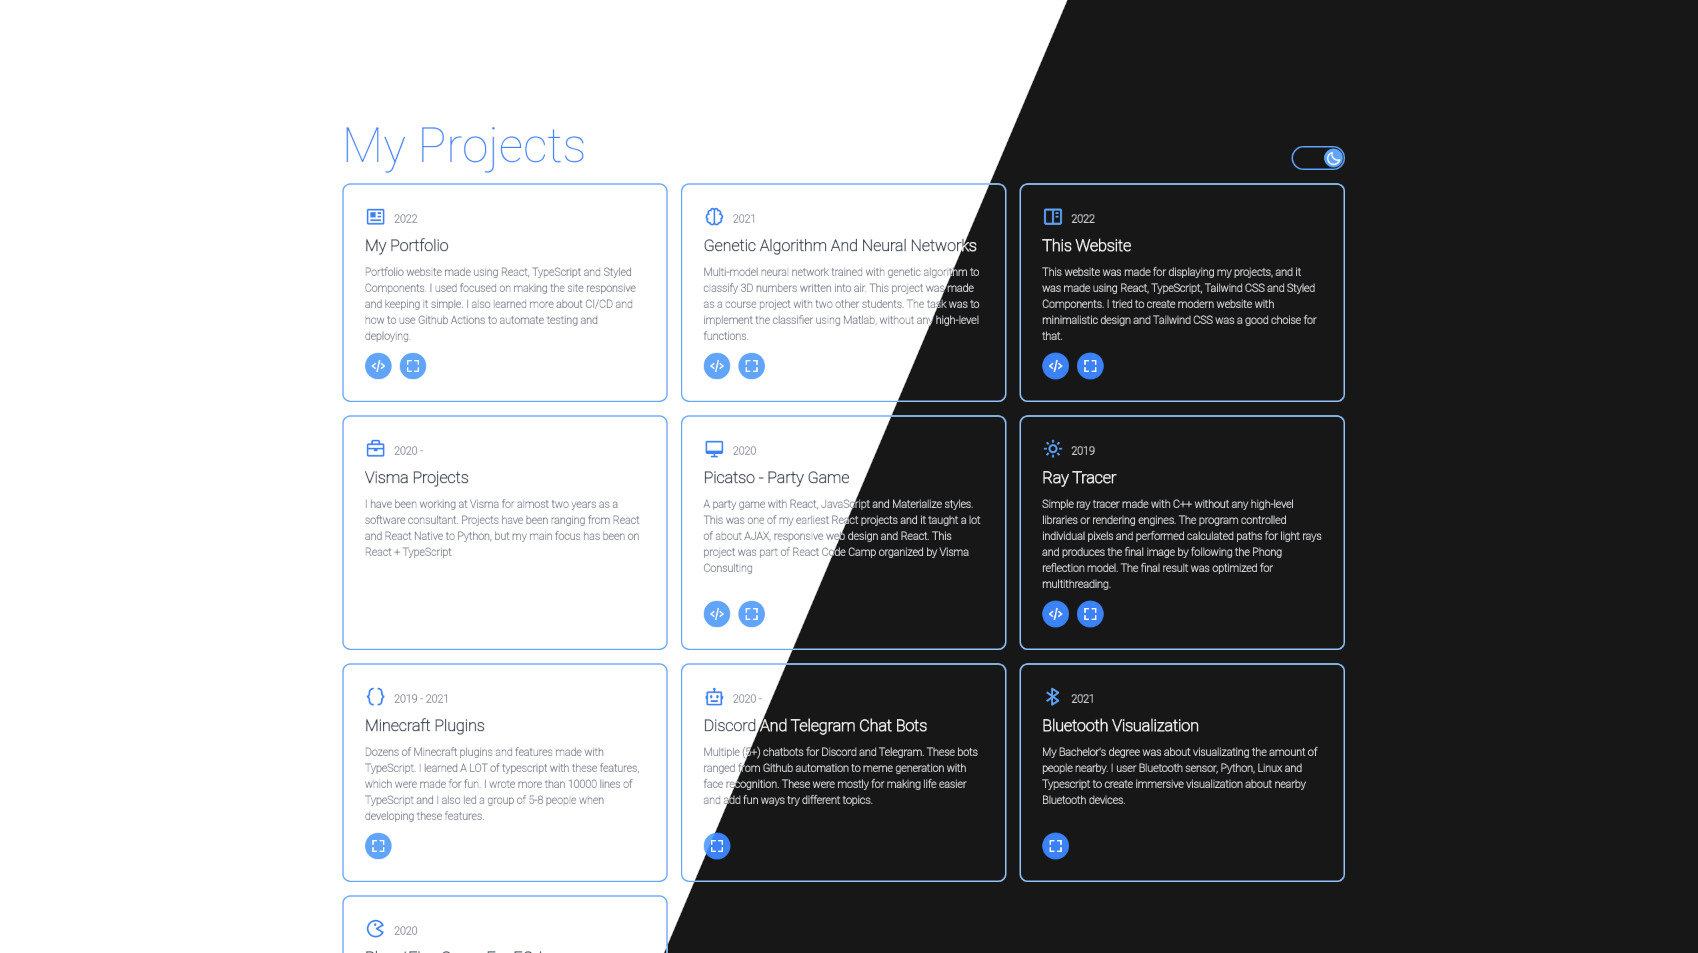 My Projects
2022
My Portfolio
Portfolio website made using React, TypeScript and Styled
Components. I used focused on making the site responsive
and keeping it simple. I also learned more about CI/CD and
how to use Github Actions to automate testing and
deploying.
2021
Genetic Algorithm And Neural Networks
Multi-model neural network trained with genetic algorithm to
classify 3D numbers written into air. This project was made
as a course project with two other students. The task was to
implement the classifier using Matlab, without any high-level
functions.
2022
This Website
This website was made for displaying my projects, and it
was made using React, TypeScript, Tailwind CSS and Styled
Components. I tried to create modern website with
minimalistic design and Tailwind CSS was a good choise for
that.
2020 -
Visma Projects
I have been working at Visma for almost two years as a
software consultant. Projects have been ranging from React
and React Native to Python, but my main focus has been on
React + TypeScript
2020
Picatso - Party Game
A party game with React, JavaScript and Materialize styles.
This was one of my earliest React projects and it taught a lot
of about AJAX, responsive web design and React. This
project was part of React Code Camp organized by Visma
Consulting
2019
Ray Tracer
Simple ray tracer made with C++ without any high-level
libraries or rendering engines. The program controlled
individual pixels and performed calculated paths for light rays
and produces the final image by following the Phong
reflection model. The final result was optimized for
multithreading.
2019 - 2021
Minecraft Plugins
Dozens of Minecraft plugins and features made with
TypeScript. I learned A LOT of typescript with these features,
which were made for fun. I wrote more than 10000 lines of
TypeScript and I also led a group of 5-8 people when
developing these features.
2020 -
Discord And Telegram Chat Bots
Multiple (5+) chatbots for Discord and Telegram. These bots
ranged from Github automation to meme generation with
face recognition. These were mostly for making life easier
and add fun ways try different topics.
2021
Bluetooth Visualization
My Bachelor's degree was about visualizating the amount of
people nearby. I user Bluetooth sensor, Python, Linux and
Typescript to create immersive visualization about nearby
Bluetooth devices.
2020